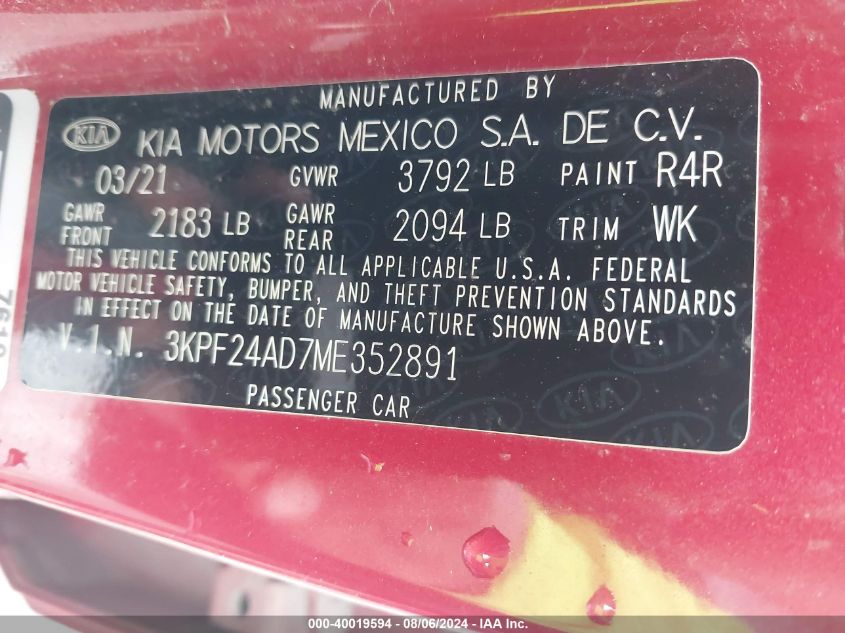 MANUFACTURED BY
KIA KIA MOTORS MEXICO S.A. DE C.V.
03/21 GVWR 3792 LB PAINT R4R
GAWR FRONT 2183 LB GAWR REAR 2094 LB TRIM WK
THIS VEHICLE CONFORMS TO ALL APPLICABLE U.S.A. FEDERAL
MOTOR VEHICLE SAFETY, BUMPER, AND THEFT PREVENTION STANDARDS
IN EFFECT ON THE DATE OF MANUFACTURE SHOWN ABOVE.
V.I.N. 3KPF24AD7ME352891
PASSENGER CAR
KIA
KIA
000-40019594 - 08/06/2024 - IAA Inc.